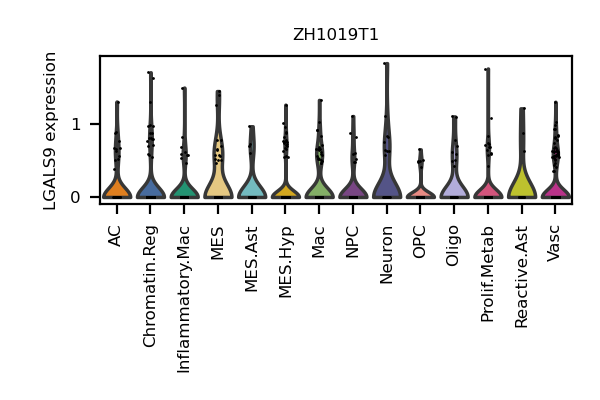 ZH1019T1
LGALS9 expression
1
0
AC
Chromatin.Reg
Inflammatory.Mac
MES
MES.Ast
MES.Hyp
Mac
NPC
Neuron
OPC
Oligo
Prolif.Metab
Reactive.Ast
Vasc